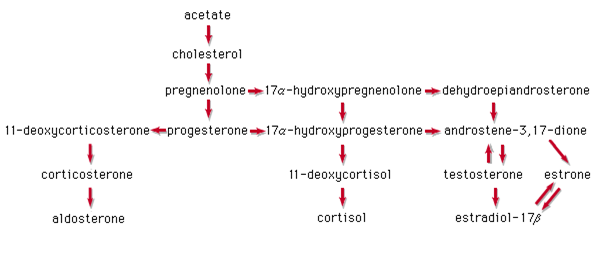 acetate
cholesterol
pregnenolone 17α-hydroxypregnenolone dehydroepiandrosterone
11-deoxycorticosterone progesterone 17α-hydroxyprogesterone androstene-3,17-dione
corticosterone 11-deoxycortisol testosterone estrone
aldosterone cortisol estradiol-17β